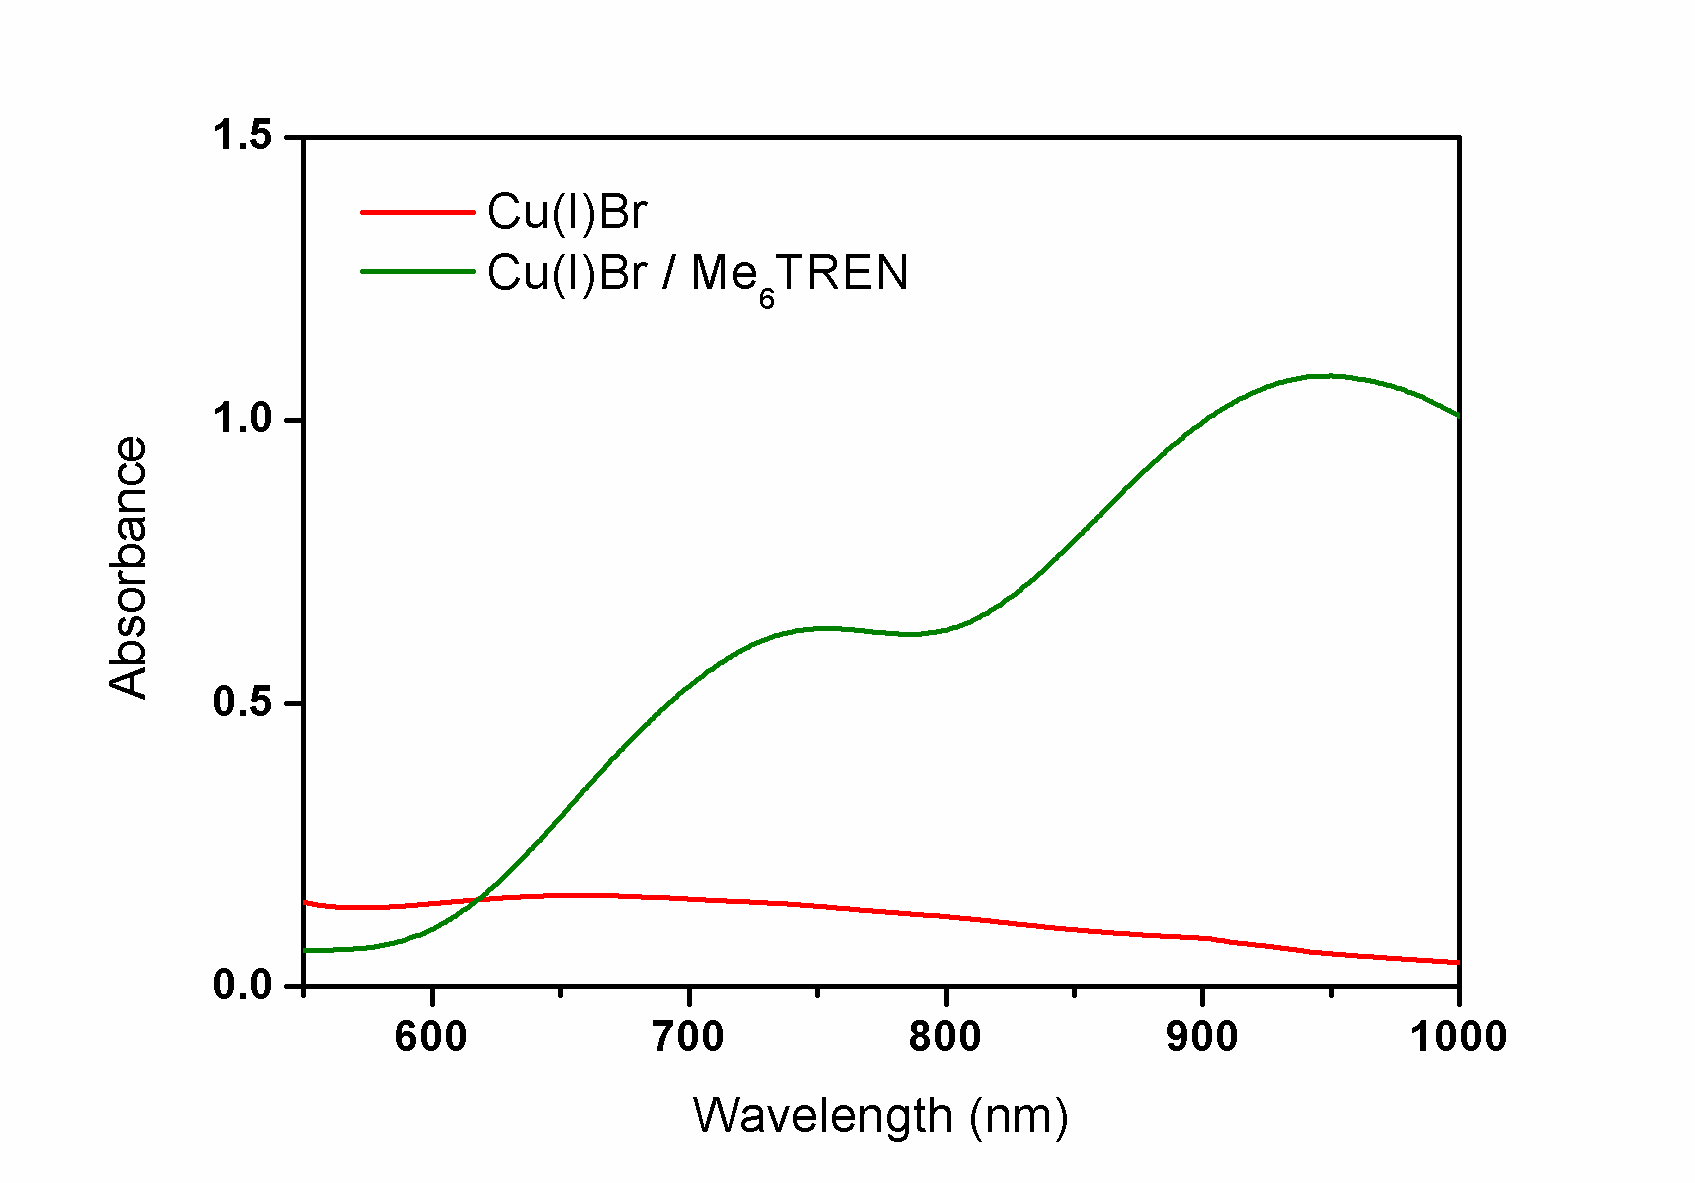 1.5
Cu(I)Br
Cu(I)Br / Me₆TREN
1.0
Absorbance
0.5
0.0
600 700 800 900 1000
Wavelength (nm)